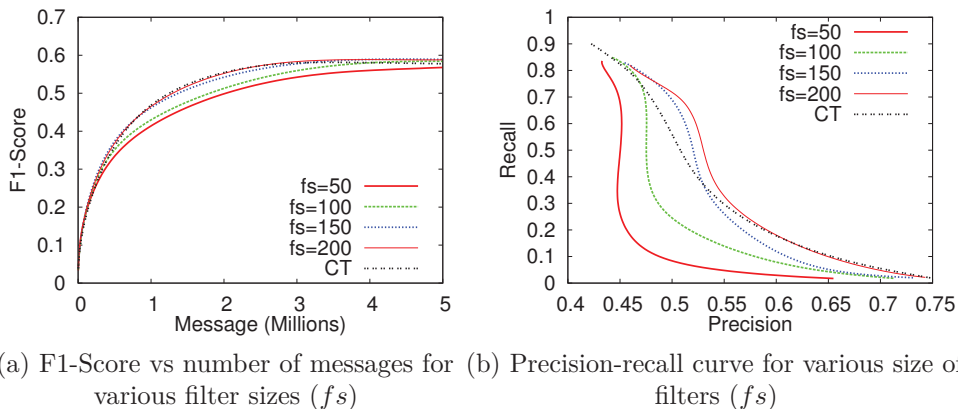 0.7
0.6
0.5
0.4
0.3
0.2
0.1
0
F1-Score
fs=50
fs=100
fs=150
fs=200
CT
0 1 2 3 4 5
Message (Millions)
1
0.9
0.8
0.7
0.6
0.5
0.4
0.3
0.2
0.1
0
Recall
fs=50
fs=100
fs=150
fs=200
CT
0.4 0.45 0.5 0.55 0.6 0.65 0.7 0.75
Precision
a) F1-Score vs number of messages for
various filter sizes (fs)
(b) Precision-recall curve for various size o
filters (fs)